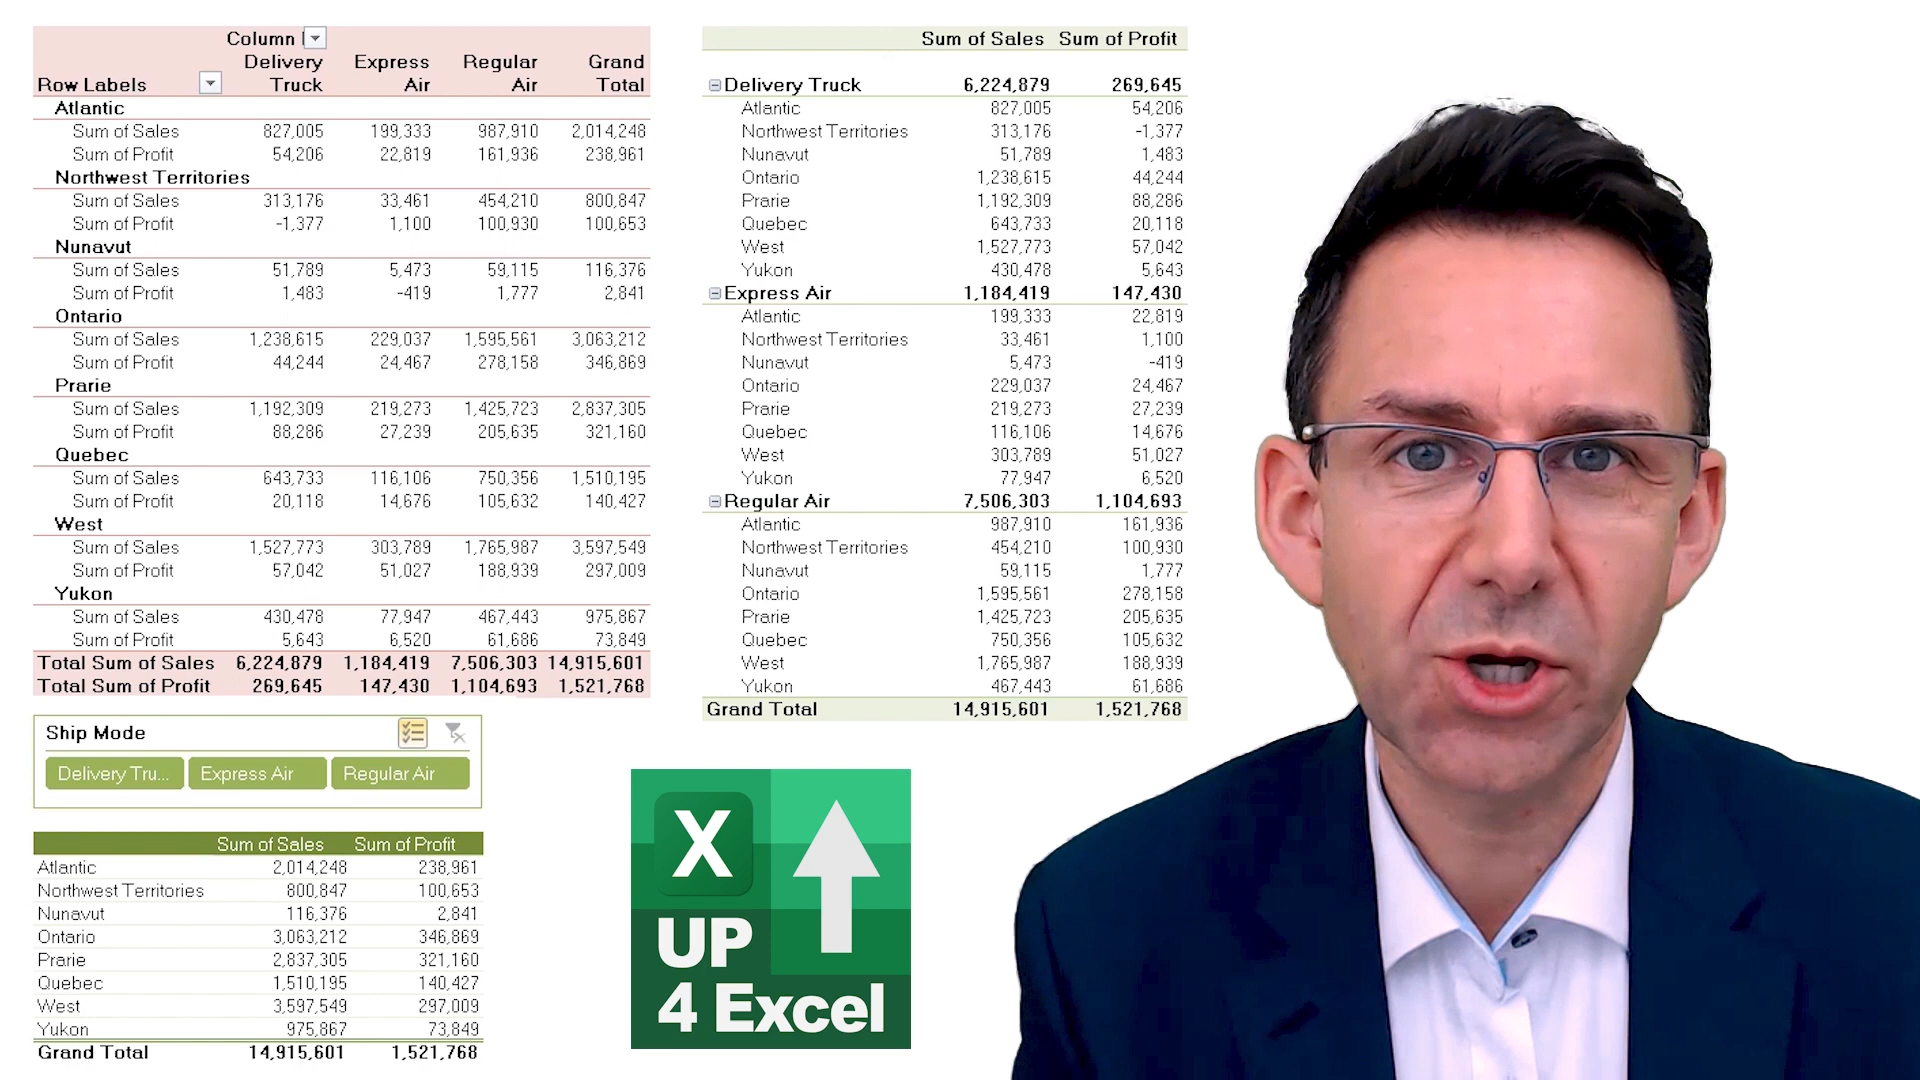 Column
Delivery Express Regular Grand
Row Labels Truck Air Air Total
Atlantic
Sum of Sales 827,005 199,333 987,910 2,014,248
Sum of Profit 54,206 22,819 161,936 238,961
Northwest Territories
Sum of Sales 313,176 33,461 454,210 800,847
Sum of Profit -1,377 1,100 100,930 100,653
Nunavut
Sum of Sales 51,789 5,473 59,115 116,376
Sum of Profit 1,483 -419 1,777 2,841
Ontario
Sum of Sales 1,238,615 229,037 1,595,561 3,063,212
Sum of Profit 44,244 24,467 278,158 346,869
Prarie
Sum of Sales 1,192,309 219,273 1,425,723 2,837,305
Sum of Profit 88,286 27,239 205,635 321,160
Quebec
Sum of Sales 643,733 116,106 750,356 1,510,195
Sum of Profit 20,118 14,676 105,632 140,427
West
Sum of Sales 1,527,773 303,789 1,765,987 3,597,549
Sum of Profit 57,042 51,027 188,939 297,009
Yukon
Sum of Sales 430,478 77,947 467,443 975,867
Sum of Profit 5,643 6,520 61,686 73,849
Total Sum of Sales 6,224,879 1,184,419 7,506,303 14,915,601
Total Sum of Profit 269,645 147,430 1,104,693 1,521,768
Ship Mode
Delivery Tru... Express Air Regular Air
Sum of Sales Sum of Profit
Atlantic 2,014,248 238,961
Northwest Territories 800,847 100,653
Nunavut 116,376 2,841
Ontario 3,063,212 346,869
Prarie 2,837,305 321,160
Quebec 1,510,195 140,427
West 3,597,549 297,009
Yukon 975,867 73,849
Grand Total 14,915,601 1,521,768
Sum of Sales Sum of Profit
Delivery Truck 6,224,879 269,645
Atlantic 827,005 54,206
Northwest Territories 313,176 -1,377
Nunavut 51,789 1,483
Ontario 1,238,615 44,244
Prarie 1,192,309 88,286
Quebec 643,733 20,118
West 1,527,773 57,042
Yukon 430,478 5,643
Express Air 1,184,419 147,430
Atlantic 199,333 22,819
Northwest Territories 33,461 1,100
Nunavut 5,473 -419
Ontario 229,037 24,467
Prarie 219,273 27,239
Quebec 116,106 14,676
West 303,789 51,027
Yukon 77,947 6,520
Regular Air 7,506,303 1,104,693
Atlantic 987,910 161,936
Northwest Territories 454,210 100,930
Nunavut 59,115 1,777
Ontario 1,595,561 278,158
Prarie 1,425,723 205,635
Quebec 750,356 105,632
West 1,765,987 188,939
Yukon 467,443 61,686
Grand Total 14,915,601 1,521,768
X
UP
4 Excel